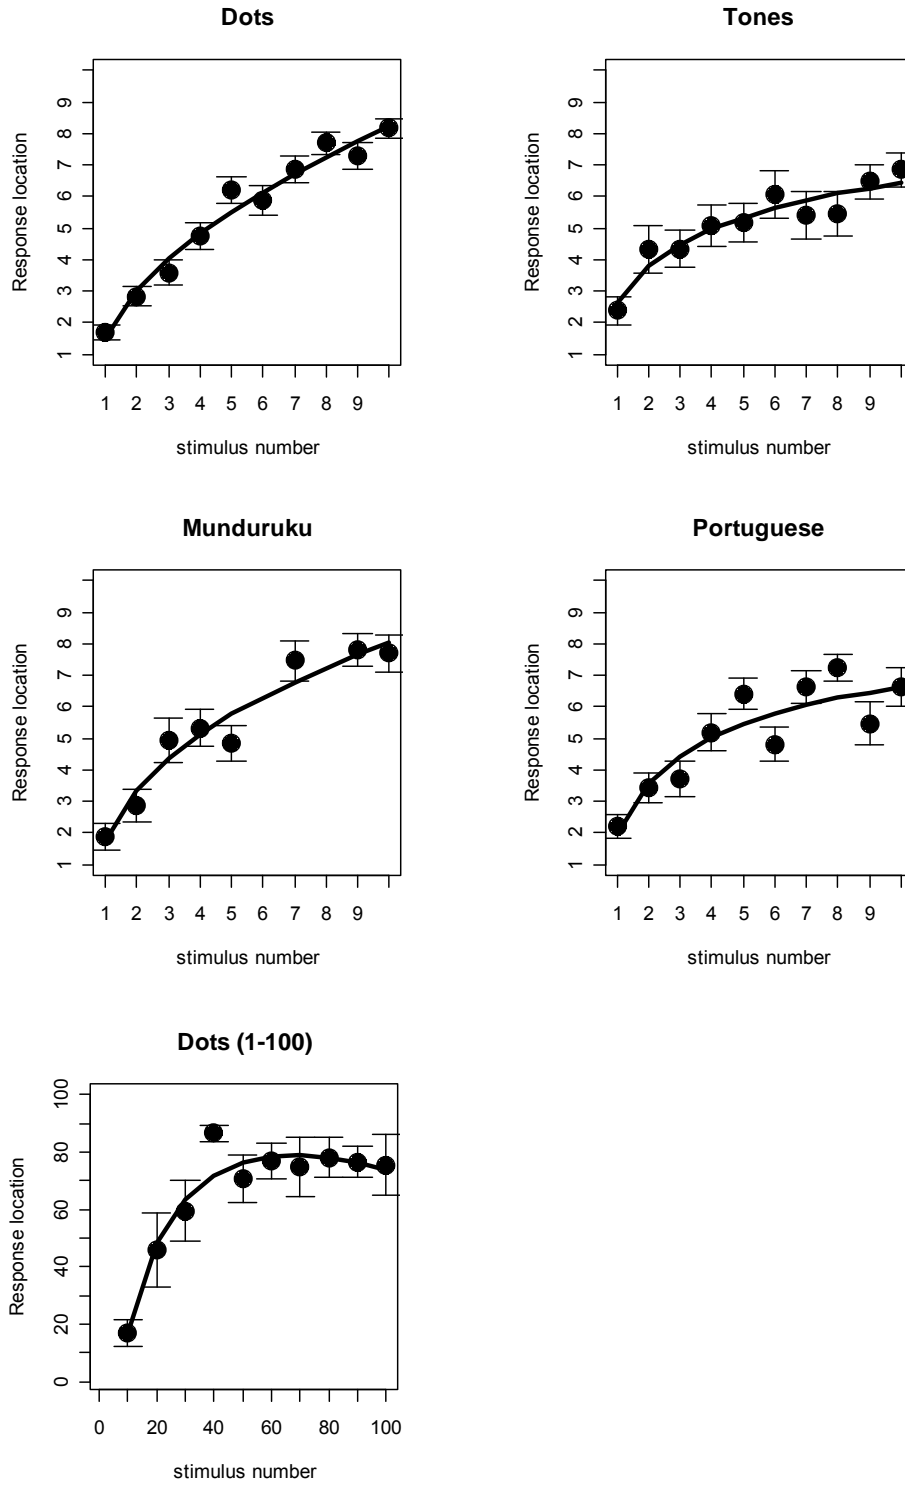 Dots
Response location
1 2 3 4 5 6 7 8 9
1 2 3 4 5 6 7 8 9
stimulus number
Tones
Response location
1 2 3 4 5 6 7 8 9
1 2 3 4 5 6 7 8 9
stimulus number
Munduruku
Response location
1 2 3 4 5 6 7 8 9
1 2 3 4 5 6 7 8 9
stimulus number
Portuguese
Response location
1 2 3 4 5 6 7 8 9
1 2 3 4 5 6 7 8 9
stimulus number
Dots (1-100)
Response location
0 20 40 60 80 100
0 20 40 60 80 100
stimulus number